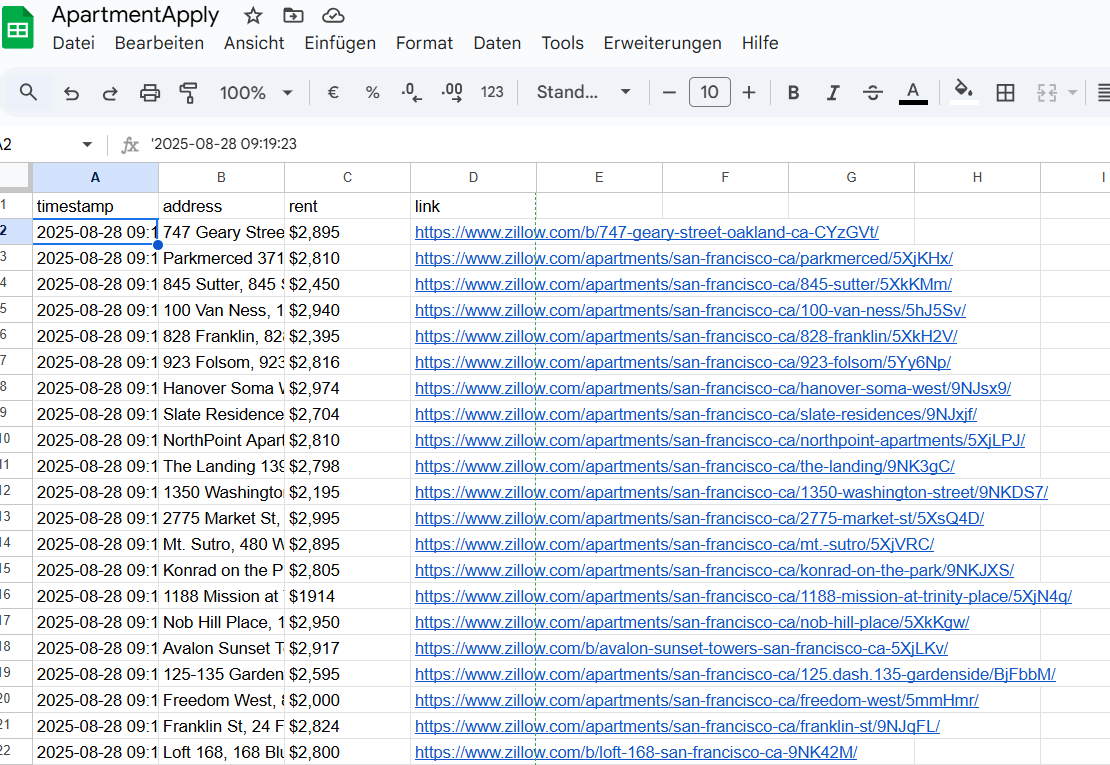 ApartmentApply
Datei Bearbeiten Ansicht Einfügen Format Daten Tools Erweiterungen Hilfe
100% € % .0 .00 123 Stand... − 10 + B I A
A2 fx '2025-08-28 09:19:23
A B C D E F G H I
1 timestamp address rent link
2 2025-08-28 09:1 747 Geary Stree $2,895 https://www.zillow.com/b/747-geary-street-oakland-ca-CYzGVt/
3 2025-08-28 09:1 Parkmerced 371 $2,810 https://www.zillow.com/apartments/san-francisco-ca/parkmerced/5XjKHx/
4 2025-08-28 09:1 845 Sutter, 845 S $2,450 https://www.zillow.com/apartments/san-francisco-ca/845-sutter/5XkKMm/
5 2025-08-28 09:1 100 Van Ness, 1 $2,940 https://www.zillow.com/apartments/san-francisco-ca/100-van-ness/5hJ5Sv/
6 2025-08-28 09:1 828 Franklin, 828 $2,395 https://www.zillow.com/apartments/san-francisco-ca/828-franklin/5XkH2V/
7 2025-08-28 09:1 923 Folsom, 923 $2,816 https://www.zillow.com/apartments/san-francisco-ca/923-folsom/5Yy6Np/
8 2025-08-28 09:1 Hanover Soma W $2,974 https://www.zillow.com/apartments/san-francisco-ca/hanover-soma-west/9NJsx9/
9 2025-08-28 09:1 Slate Residence $2,704 https://www.zillow.com/apartments/san-francisco-ca/slate-residences/9NJxjf/
10 2025-08-28 09:1 NorthPoint Apart $2,810 https://www.zillow.com/apartments/san-francisco-ca/northpoint-apartments/5XjLPJ/
11 2025-08-28 09:1 The Landing 139 $2,798 https://www.zillow.com/apartments/san-francisco-ca/the-landing/9NK3gC/
12 2025-08-28 09:1 1350 Washingto $2,195 https://www.zillow.com/apartments/san-francisco-ca/1350-washington-street/9NKDS7/
13 2025-08-28 09:1 2775 Market St, $2,995 https://www.zillow.com/apartments/san-francisco-ca/2775-market-st/5XsQ4D/
14 2025-08-28 09:1 Mt. Sutro, 480 W $2,895 https://www.zillow.com/apartments/san-francisco-ca/mt.-sutro/5XjVRC/
15 2025-08-28 09:1 Konrad on the P $2,805 https://www.zillow.com/apartments/san-francisco-ca/konrad-on-the-park/9NKJXS/
16 2025-08-28 09:1 1188 Mission at $1914 https://www.zillow.com/apartments/san-francisco-ca/1188-mission-at-trinity-place/5XjN4q/
17 2025-08-28 09:1 Nob Hill Place, 1 $2,950 https://www.zillow.com/apartments/san-francisco-ca/nob-hill-place/5XkKgw/
18 2025-08-28 09:1 Avalon Sunset T $2,917 https://www.zillow.com/b/avalon-sunset-towers-san-francisco-ca-5XjLKv/
19 2025-08-28 09:1 125-135 Garden $2,595 https://www.zillow.com/apartments/san-francisco-ca/125.dash.135-gardenside/BjFbbM/
20 2025-08-28 09:1 Freedom West, 8 $2,000 https://www.zillow.com/apartments/san-francisco-ca/freedom-west/5mmHmr/
21 2025-08-28 09:1 Franklin St, 24 F $2,824 https://www.zillow.com/apartments/san-francisco-ca/franklin-st/9NJqFL/
22 2025-08-28 09:1 Loft 168, 168 Blu $2,800 https://www.zillow.com/b/loft-168-san-francisco-ca-9NK42M/